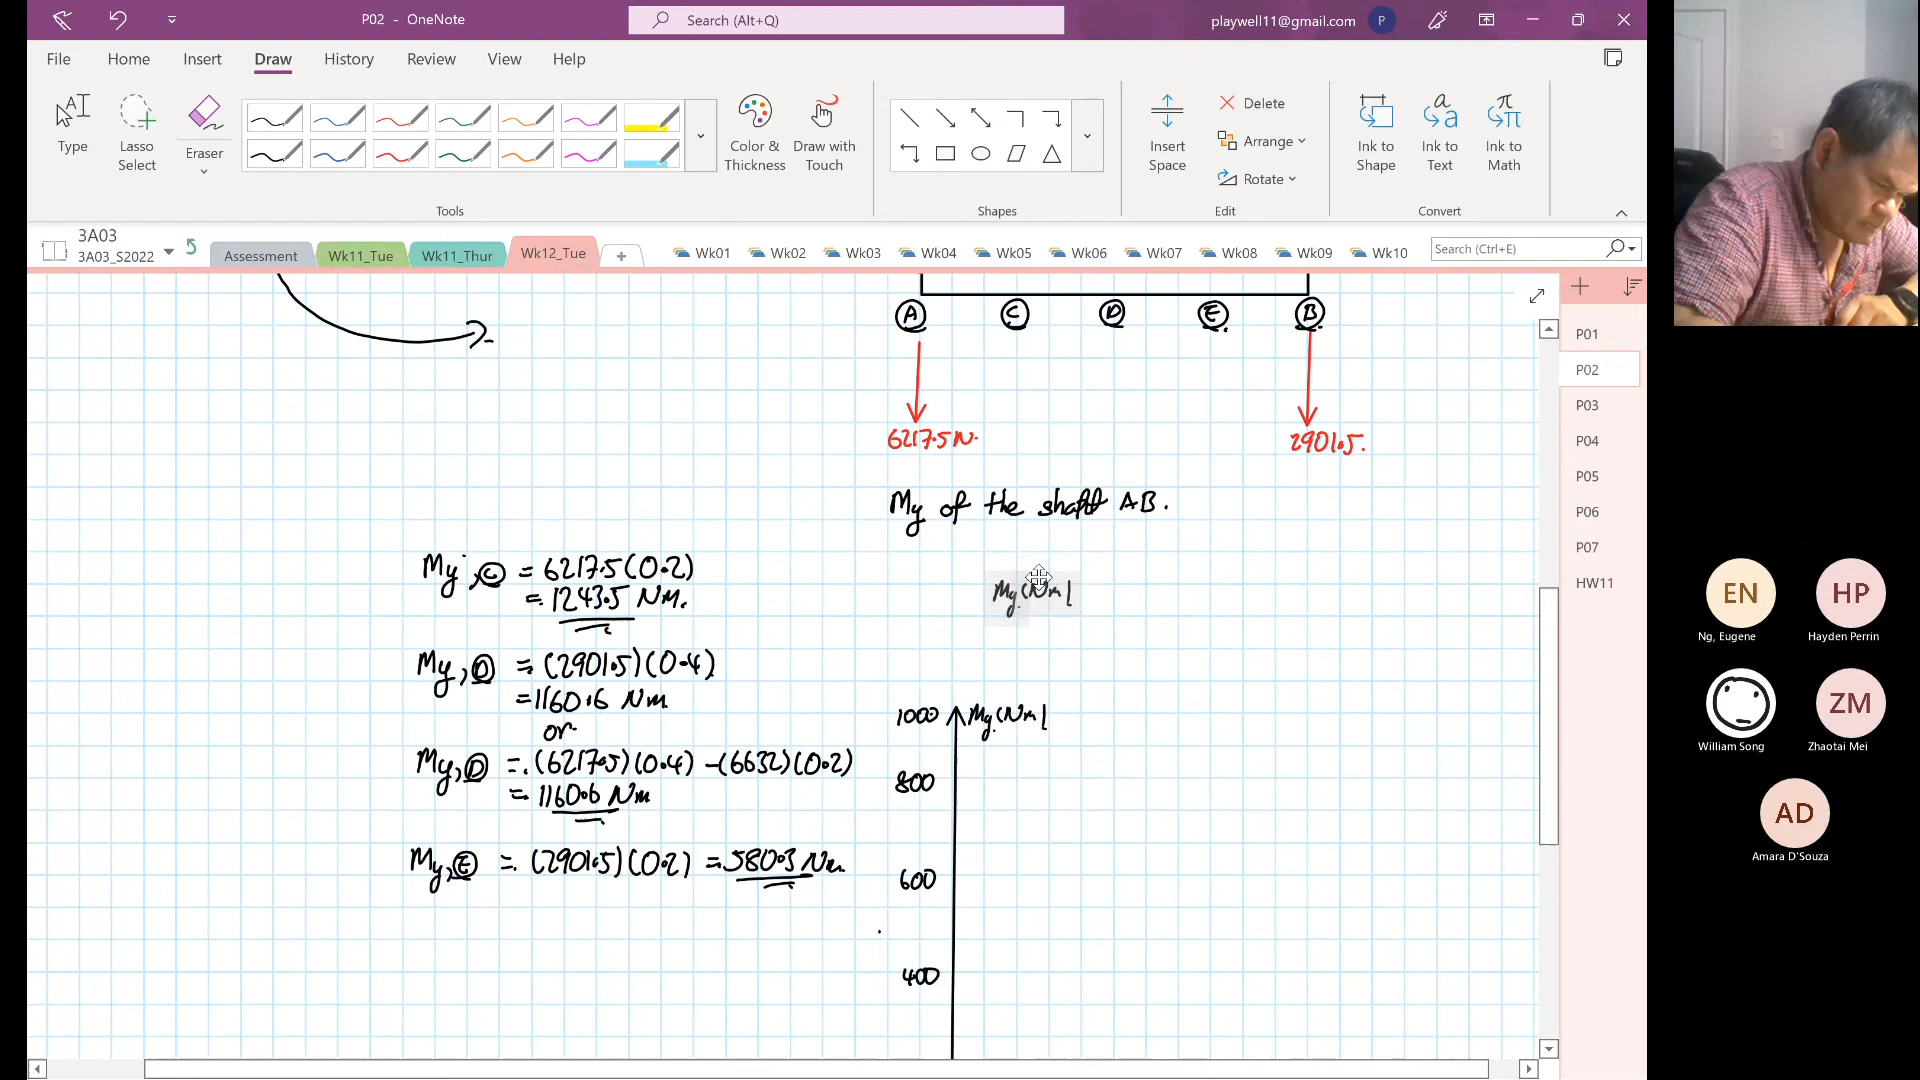 P02 - OneNote
Search (Alt+Q)
playwell11@gmail.com
P
File
Home
Insert
Draw
History
Review
View
Help
Type
Lasso Select
Eraser
Color & Thickness
Draw with Touch
Insert Space
Delete
Arrange
Rotate
Ink to Shape
Ink to Text
Ink to Math
Tools
Shapes
Edit
Convert
3A03
3A03_S2022
Assessment
Wk11_Tue
Wk11_Thur
Wk12_Tue
Wk01
Wk02
Wk03
Wk04
Wk05
Wk06
Wk07
Wk08
Wk09
Wk10
Search (Ctrl+E)
P01
P02
P03
P04
P05
P06
P07
HW11
A
C
D
E
B
6217.5N.
2901.5.
My of the shaft AB.
My,C = 6217.5(0.2)
= 1243.5 Nm.
My,D = (2901.5)(0.4)
= 1160.6 Nm
or
My,D = (6217.5)(0.4) - (6632)(0.2)
= 1160.6 Nm
My,E = (2901.5)(0.2) = 580.3 Nm.
My(Nm)
1000
My(Nm)
800
600
400
EN
Ng, Eugene
HP
Hayden Perrin
William Song
ZM
Zhaotai Mei
AD
Amara D'Souza